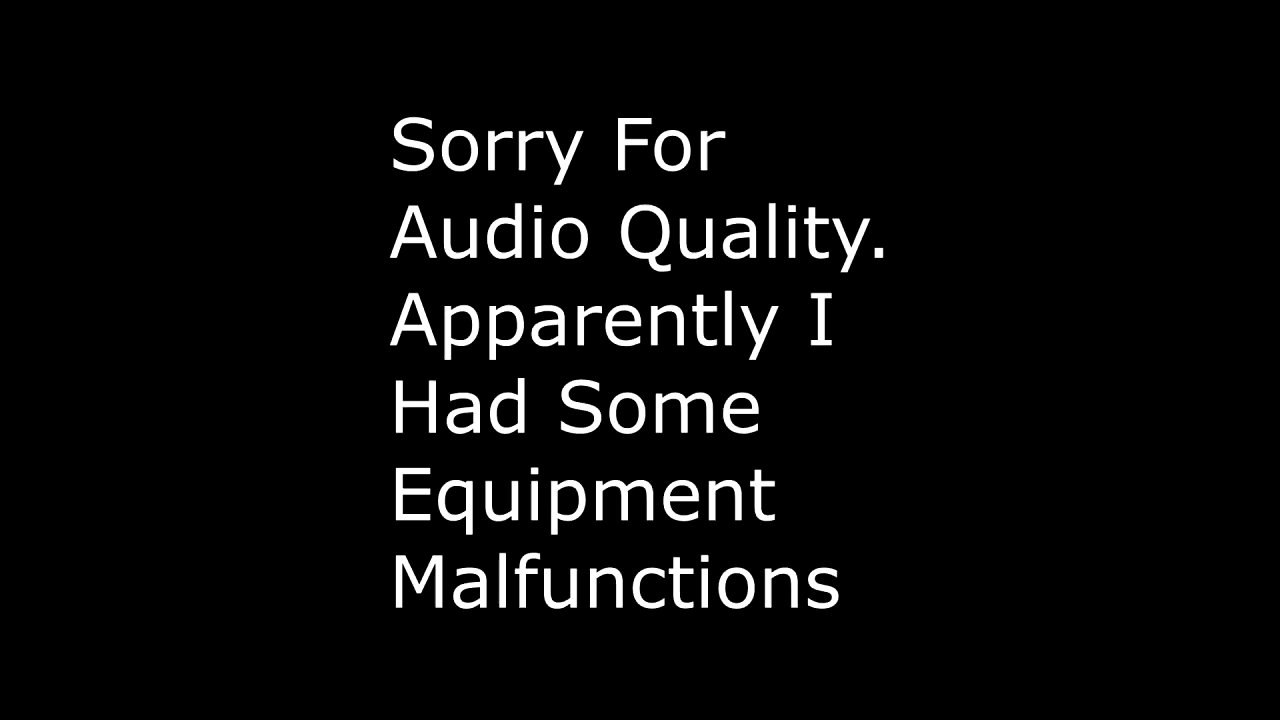 Sorry For
Audio Quality.
Apparently I
Had Some
Equipment
Malfunctions